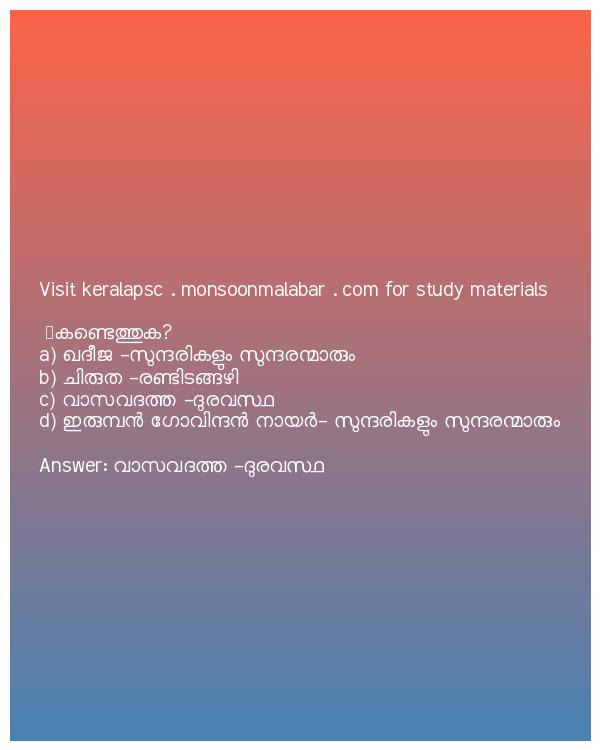 Visit keralapsc . monsoonmalabar . com for study materials
കണ്ടെത്തുക?
a) ഖദീജ -സുന്ദരികളും സുന്ദരന്മാരും
b) ചിരുത -രണ്ടിടങ്ങഴി
c) വാസവദത്ത -ദുരവസ്ഥ
d) ഇരുമ്പൻ ഗോവിന്ദൻ നായർ- സുന്ദരികളും സുന്ദരന്മാരും
Answer: വാസവദത്ത -ദുരവസ്ഥ